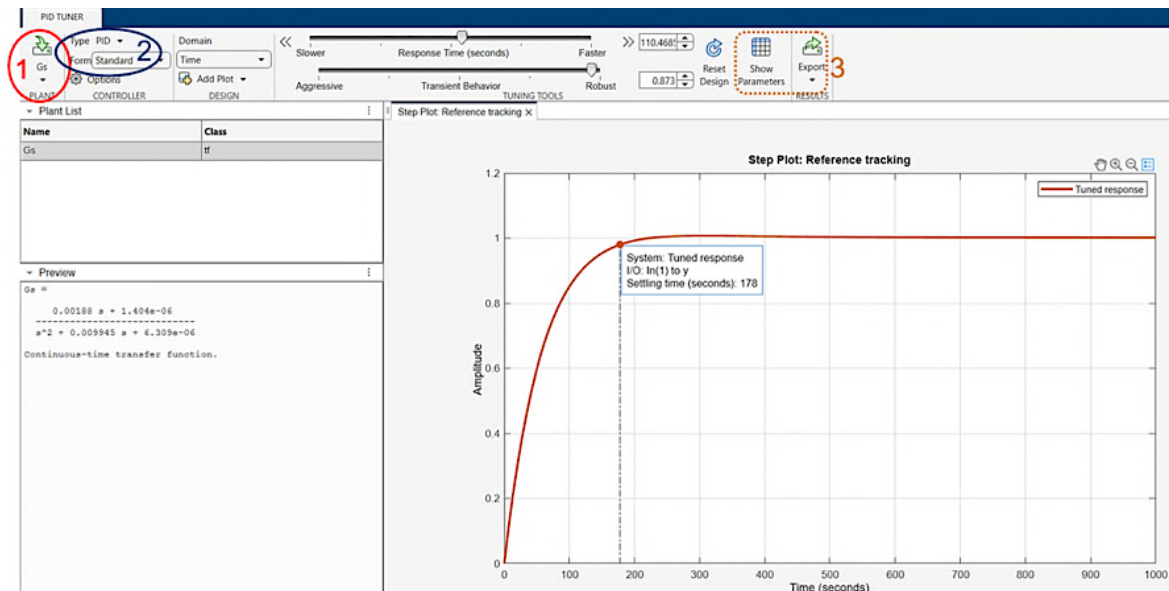 PID TUNER
1
Gs
PLANT
Type PID
2
Form Standard
Options
CONTROLLER
Domain
Time
Add Plot
DESIGN
Slower
Response Time (seconds)
Faster
Aggressive
Transient Behavior
Robust
TUNING TOOLS
110.468
0.873
Reset
Design
Show
Parameters
Export
3
RESULTS
Plant List
Name
Class
Gs
tf
Preview
Gs =
0.00188 s + 1.404e-06
s^2 + 0.009945 s + 6.309e-06
Continuous-time transfer function.
Step Plot: Reference tracking
Step Plot: Reference tracking
Tuned response
System: Tuned response
I/O: In(1) to y
Settling time (seconds): 178
Amplitude
1.2
1
0.8
0.6
0.4
0.2
0
0 100 200 300 400 500 600 700 800 900 1000
Time (seconds)